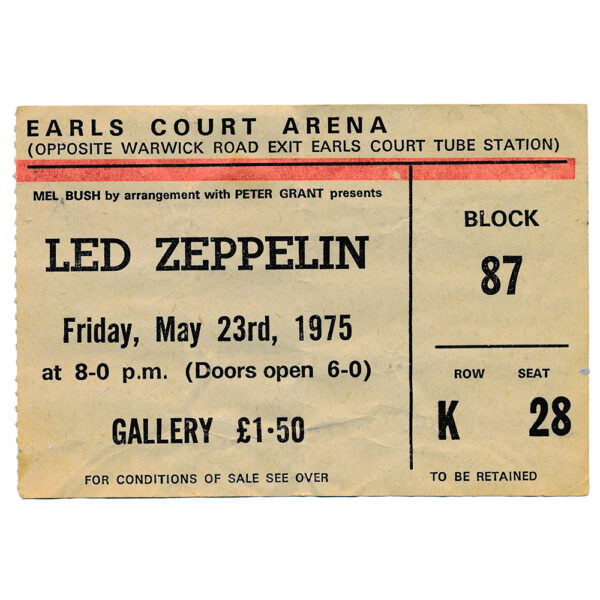 EARLS COURT ARENA
(OPPOSITE WARWICK ROAD EXIT EARLS COURT TUBE STATION)
MEL BUSH by arrangement with PETER GRANT presents
LED ZEPPELIN
Friday, May 23rd, 1975
at 8-0 p.m. (Doors open 6-0)
GALLERY £1·50
FOR CONDITIONS OF SALE SEE OVER
BLOCK
87
ROW SEAT
K 28
TO BE RETAINED